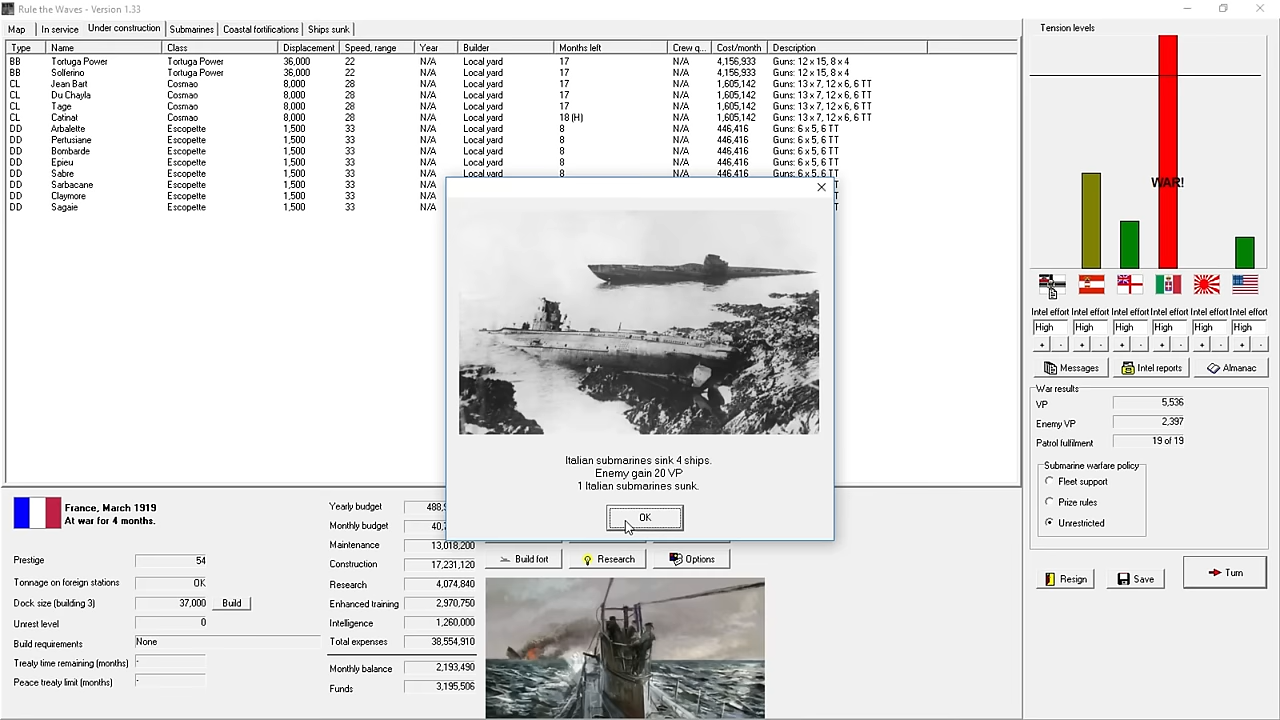 Rule the Waves - Version 1.33
Map In service Under construction Submarines Coastal fortifications Ships sunk
Type Name Class Displacement Speed, range Year Builder Months left Crew q... Cost/month Description
BB Tortuga Power Tortuga Power 36,000 22 N/A Local yard 17 N/A 4,156,933 Guns: 12 x 15, 8 x 4
BB Solferino Tortuga Power 36,000 22 N/A Local yard 17 N/A 4,156,933 Guns: 12 x 15, 8 x 4
CL Jean Bart Cosmao 8,000 28 N/A Local yard 17 N/A 1,605,142 Guns: 13 x 7, 12 x 6, 6 TT
CL Du Chayla Cosmao 8,000 28 N/A Local yard 17 N/A 1,605,142 Guns: 13 x 7, 12 x 6, 6 TT
CL Tage Cosmao 8,000 28 N/A Local yard 17 N/A 1,605,142 Guns: 13 x 7, 12 x 6, 6 TT
CL Catinat Cosmao 8,000 28 N/A Local yard 18 (H) N/A 1,605,142 Guns: 13 x 7, 12 x 6, 6 TT
DD Arbalette Escopette 1,500 33 N/A Local yard 8 N/A 446,416 Guns: 6 x 5, 6 TT
DD Pertusiane Escopette 1,500 33 N/A Local yard 8 N/A 446,416 Guns: 6 x 5, 6 TT
DD Bombarde Escopette 1,500 33 N/A Local yard 8 N/A 446,416 Guns: 6 x 5, 6 TT
DD Epieu Escopette 1,500 33 N/A Local yard 8 N/A 446,416 Guns: 6 x 5, 6 TT
DD Sabre Escopette 1,500 33 N/A Local yard 8 N/A 446,416 Guns: 6 x 5, 6 TT
DD Sarbacane Escopette 1,500 33 N/A
DD Claymore Escopette 1,500 33 N/A
DD Sagaie Escopette 1,500 33 N/A
Italian submarines sink 4 ships.
Enemy gain 20 VP
1 Italian submarines sunk.
OK
France, March 1919
At war for 4 months.
Prestige 54
Tonnage on foreign stations OK
Dock size (building 3) 37,000 Build
Unrest level 0
Build requirements None
Treaty time remaining (months) -
Peace treaty limit (months) -
Yearly budget 488,
Monthly budget 40,
Maintenance 13,018,200
Construction 17,231,120
Research 4,074,840
Enhanced training 2,970,750
Intelligence 1,260,000
Total expenses 38,554,910
Monthly balance 2,193,490
Funds 3,195,506
Build fort Research Options
Tension levels
WAR!
Intel effort Intel effort Intel effort Intel effort Intel effort Intel effort
High High High High High High
+ - + - + - + - + - + -
Messages Intel reports Almanac
War results
VP 5,536
Enemy VP 2,397
Patrol fulfilment 19 of 19
Submarine warfare policy
Fleet support
Prize rules
Unrestricted
Resign Save Turn